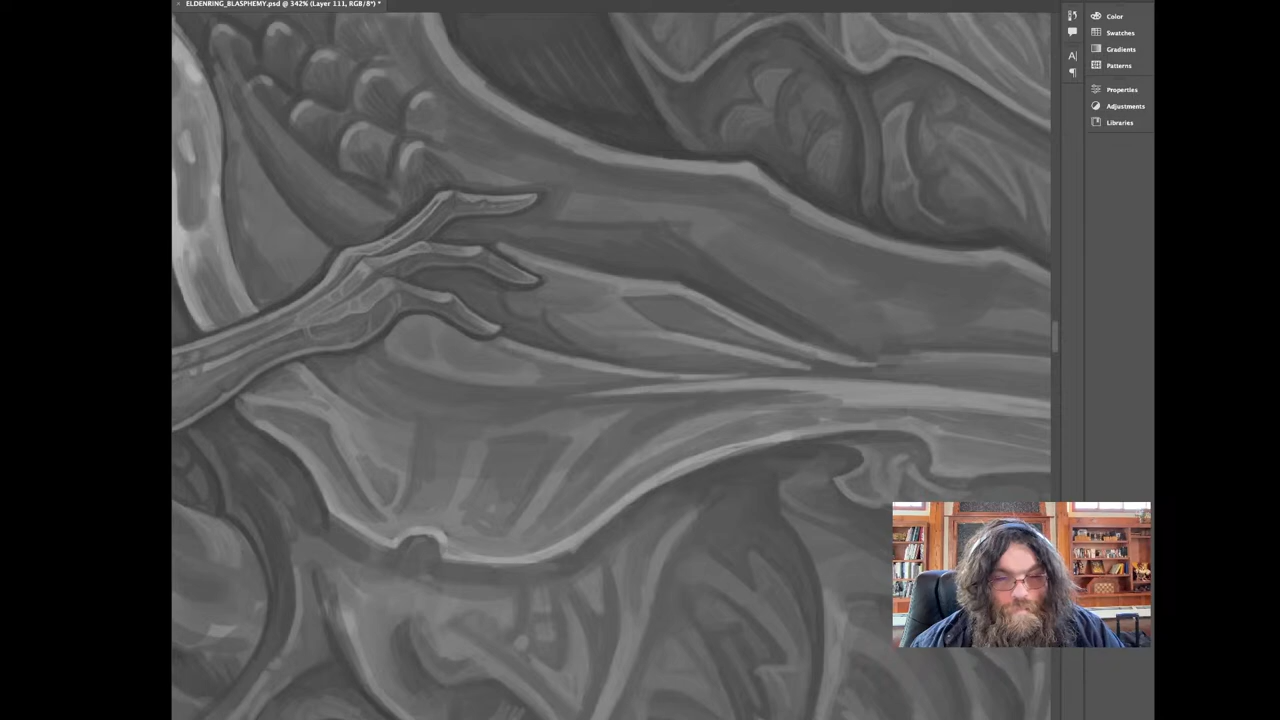 × ELDENRING_BLASPHEMY.psd @ 342% (Layer 111, RGB/8*) *
Color
Swatches
Gradients
Patterns
Properties
Adjustments
Libraries